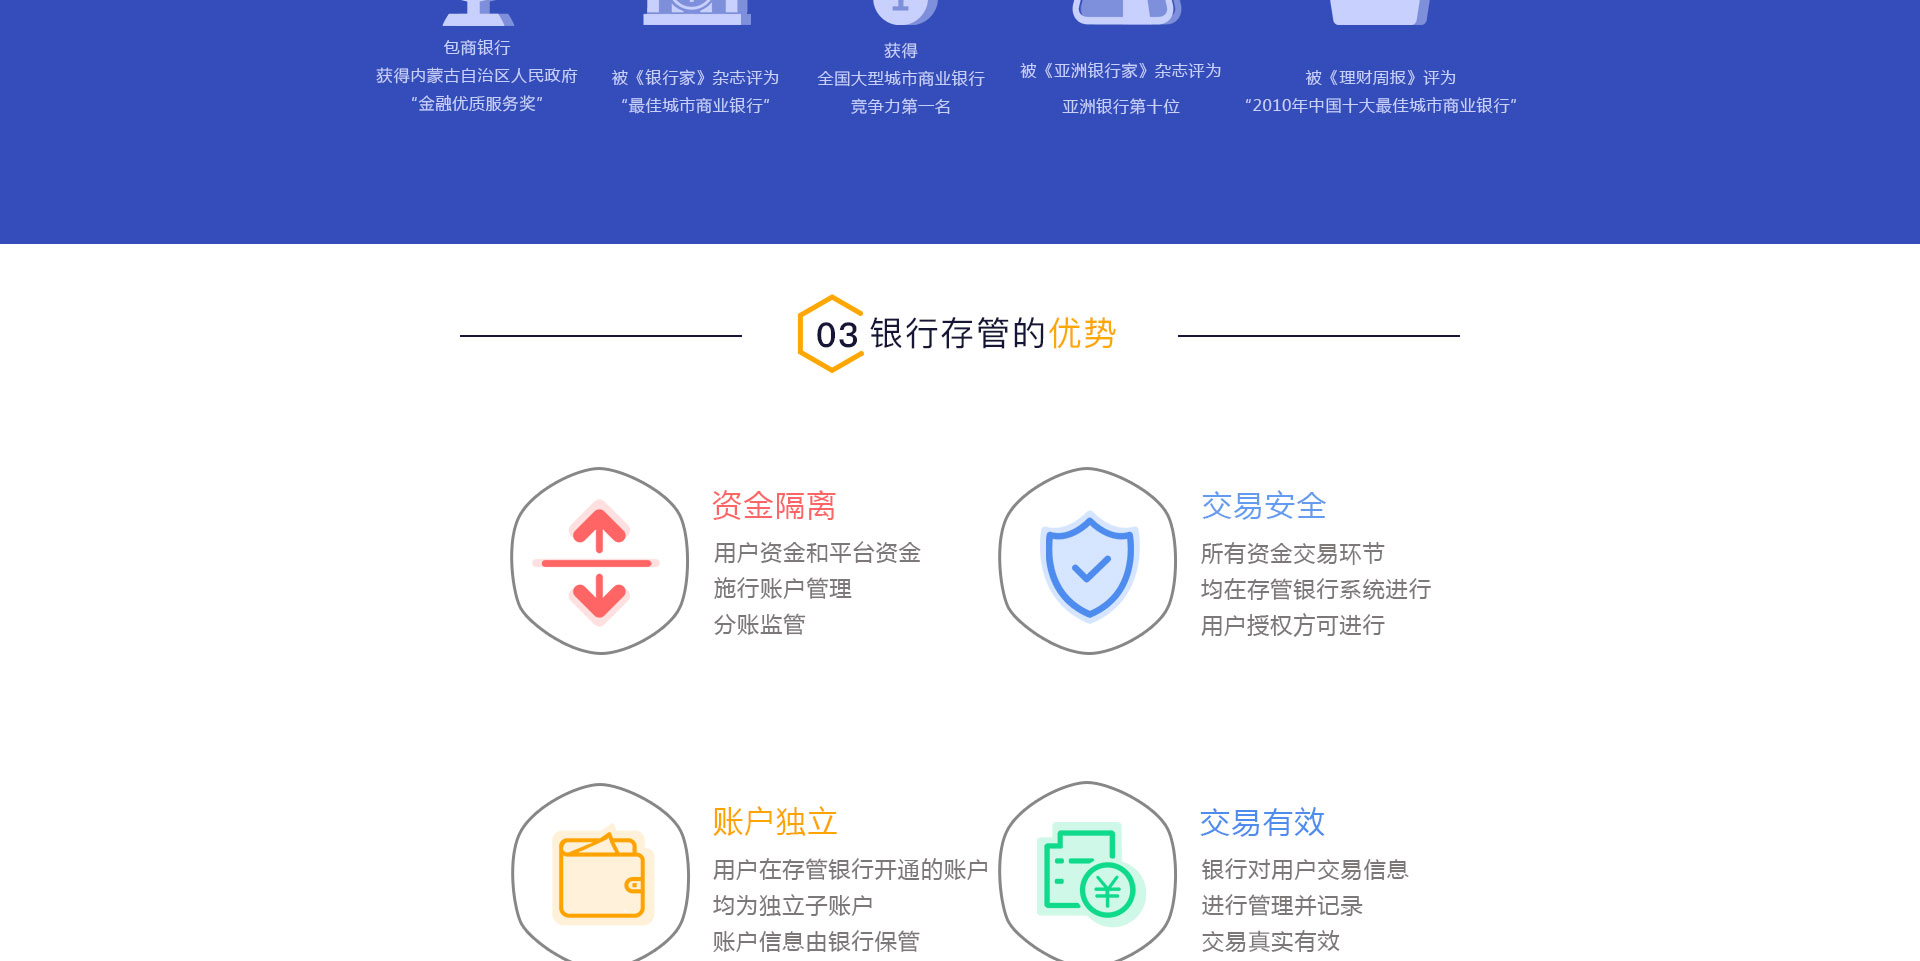 1
包商银行
获得内蒙古自治区人民政府
“金融优质服务奖”
被《银行家》杂志评为
“最佳城市商业银行“
获得
全国大型城市商业银行
竞争力第一名
被《亚洲银行家》杂志评为
亚洲银行第十位
被《理财周报》评为
“2010年中国十大最佳城市商业银行“
03 银行存管的优势
资金隔离
用户资金和平台资金
施行账户管理
分账监管
交易安全
所有资金交易环节
均在存管银行系统进行
用户授权方可进行
账户独立
用户在存管银行开通的账户
均为独立子账户
账户信息由银行保管
交易有效
银行对用户交易信息
进行管理并记录
交易真实有效
¥